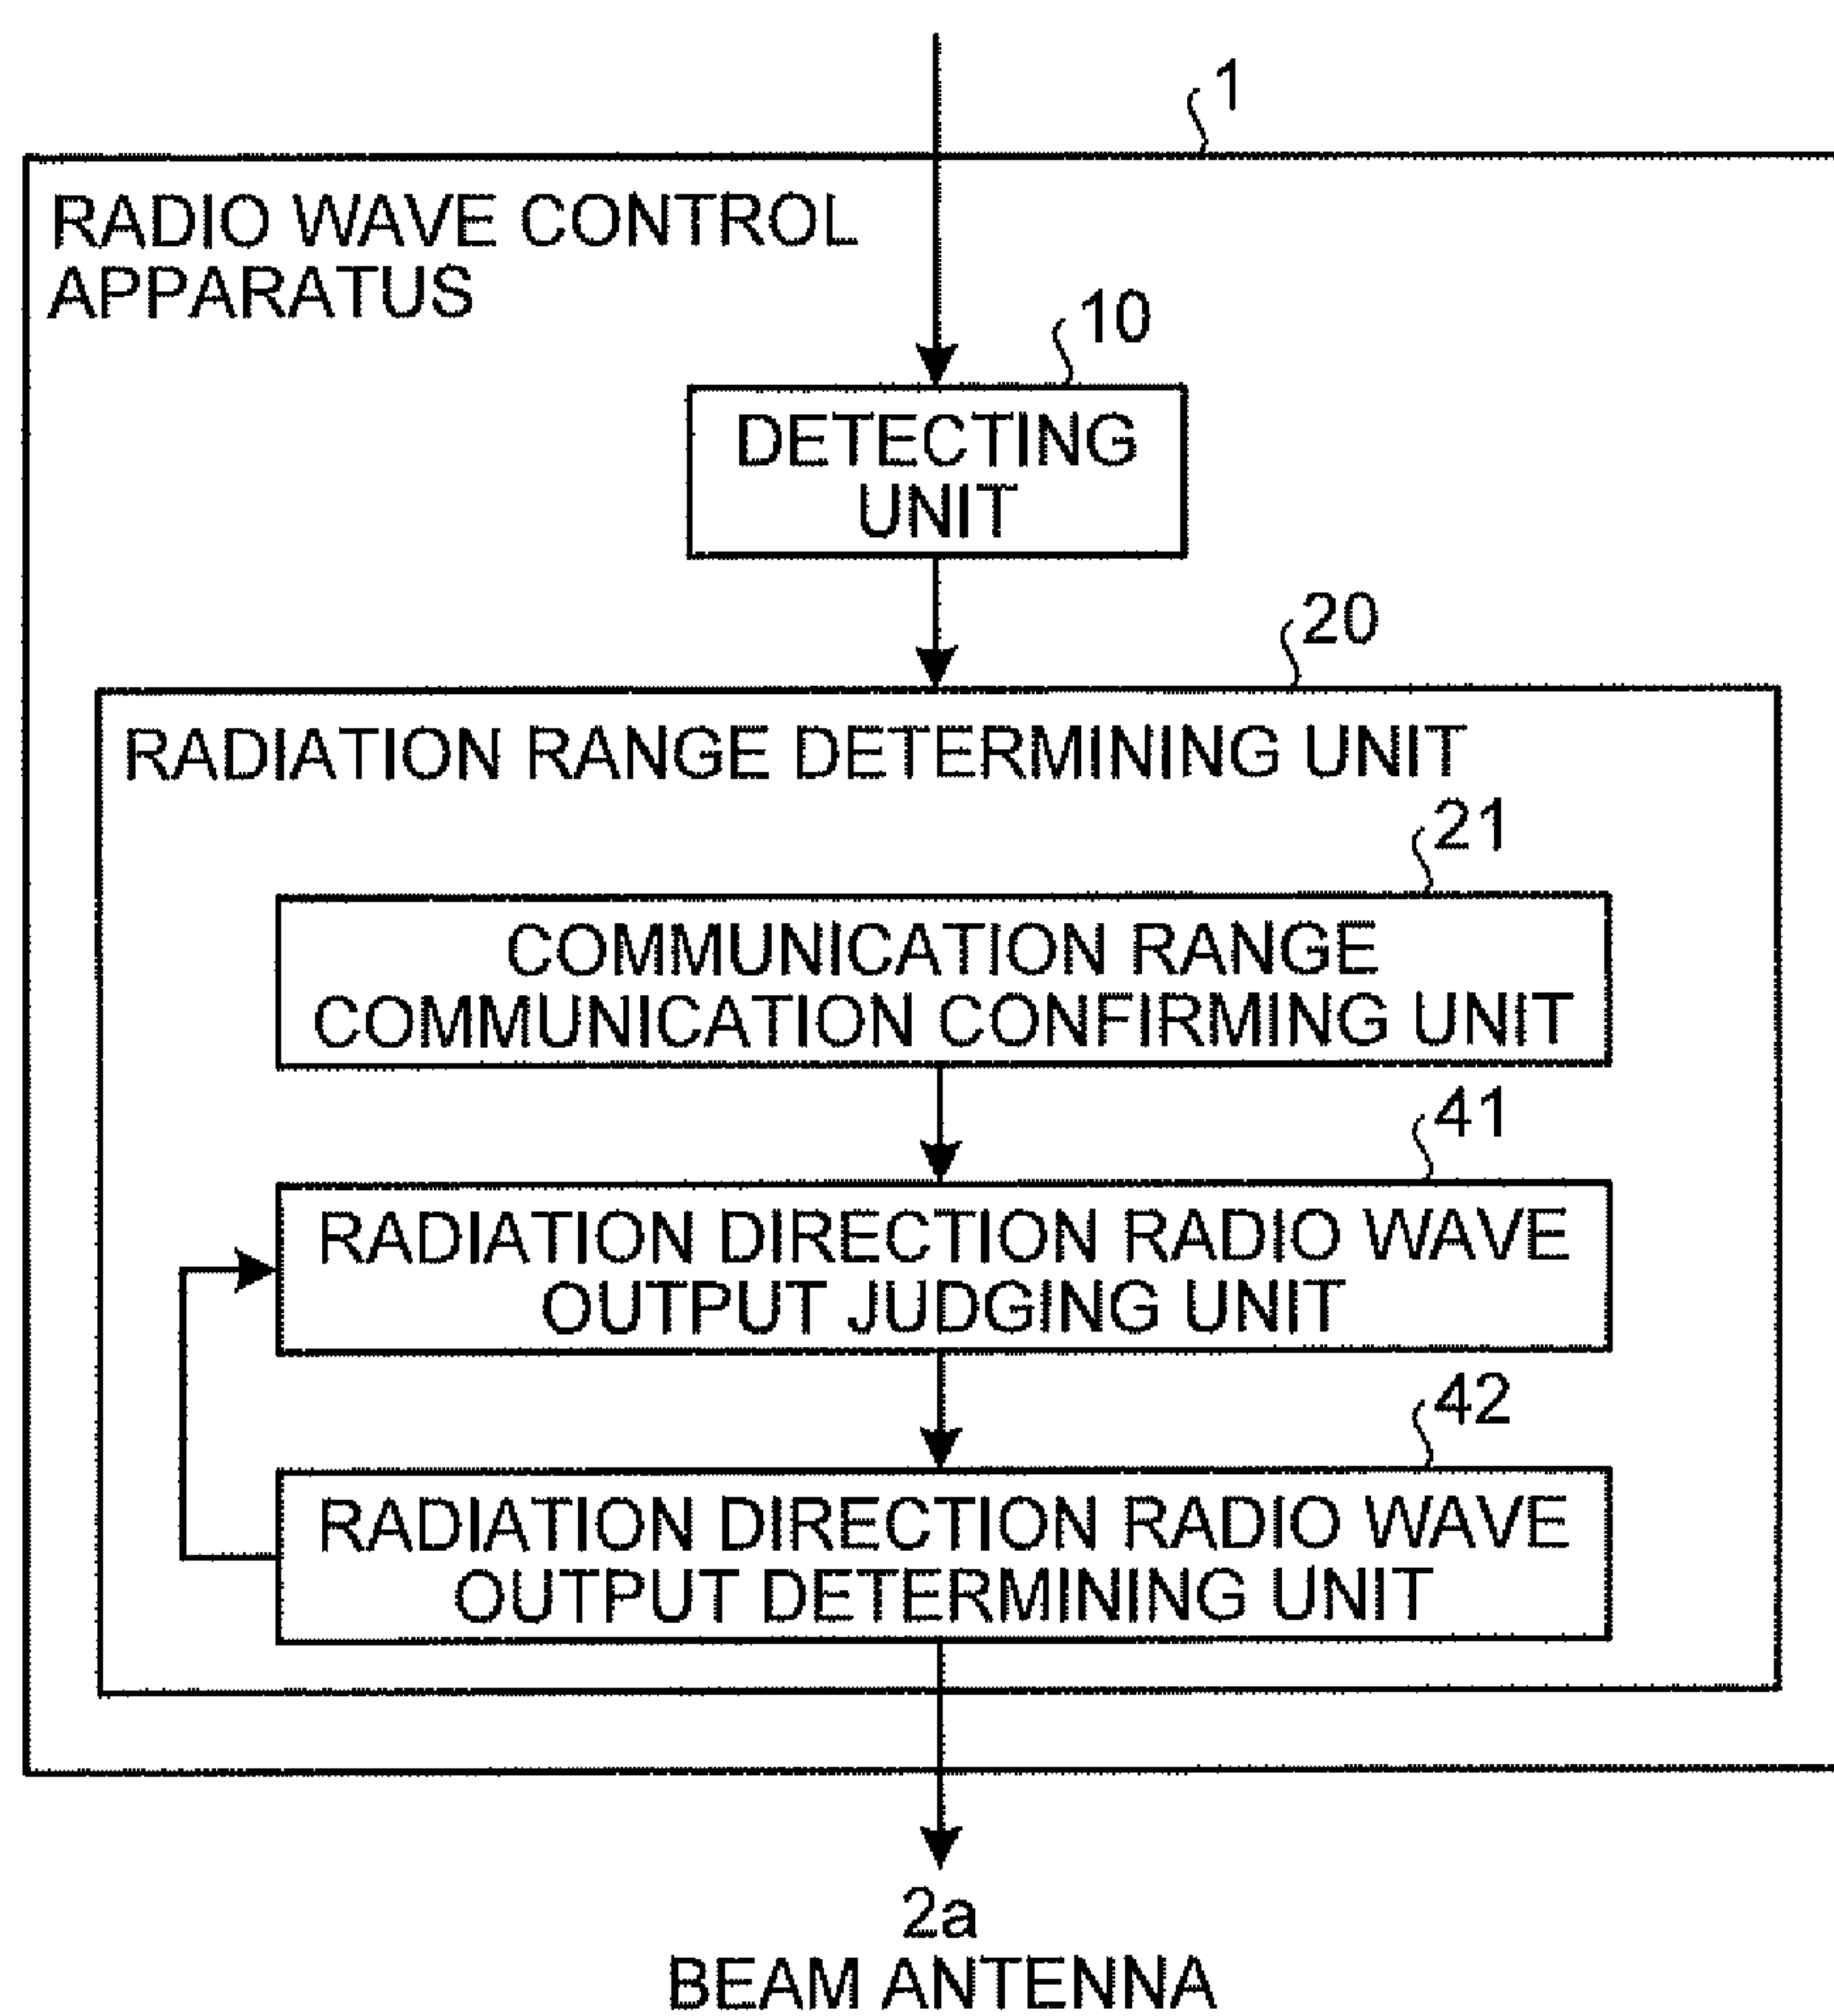 1
RADIO WAVE CONTROL
APPARATUS
10
DETECTING
UNIT
20
RADIATION RANGE DETERMINING UNIT
21
COMMUNICATION RANGE
COMMUNICATION CONFIRMING UNIT
41
RADIATION DIRECTION RADIO WAVE
OUTPUT JUDGING UNIT
42
RADIATION DIRECTION RADIO WAVE
OUTPUT DETERMINING UNIT
2a
BEAM ANTENNA